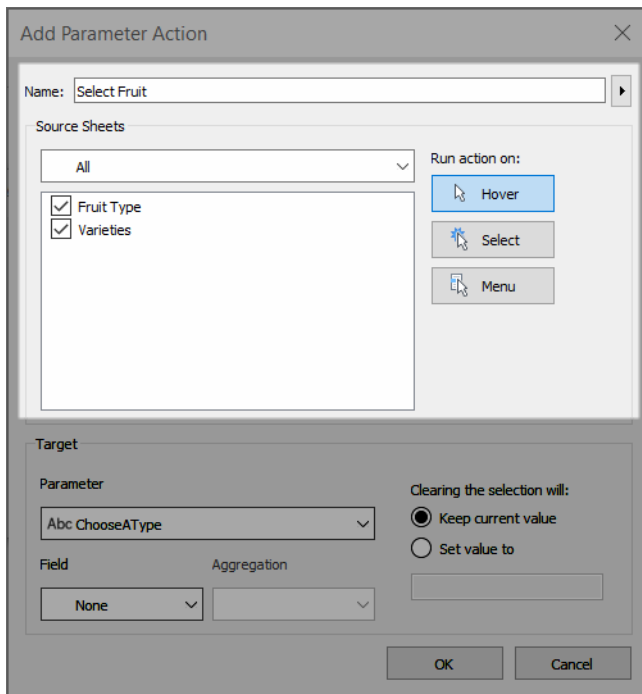 Add Parameter Action
Name: Select Fruit
Source Sheets
All
Run action on:
Fruit Type
Varieties
Hover
Select
Menu
Target
Parameter
Abc ChooseAType
Field
Aggregation
None
Clearing the selection will:
Keep current value
Set value to
OK
Cancel